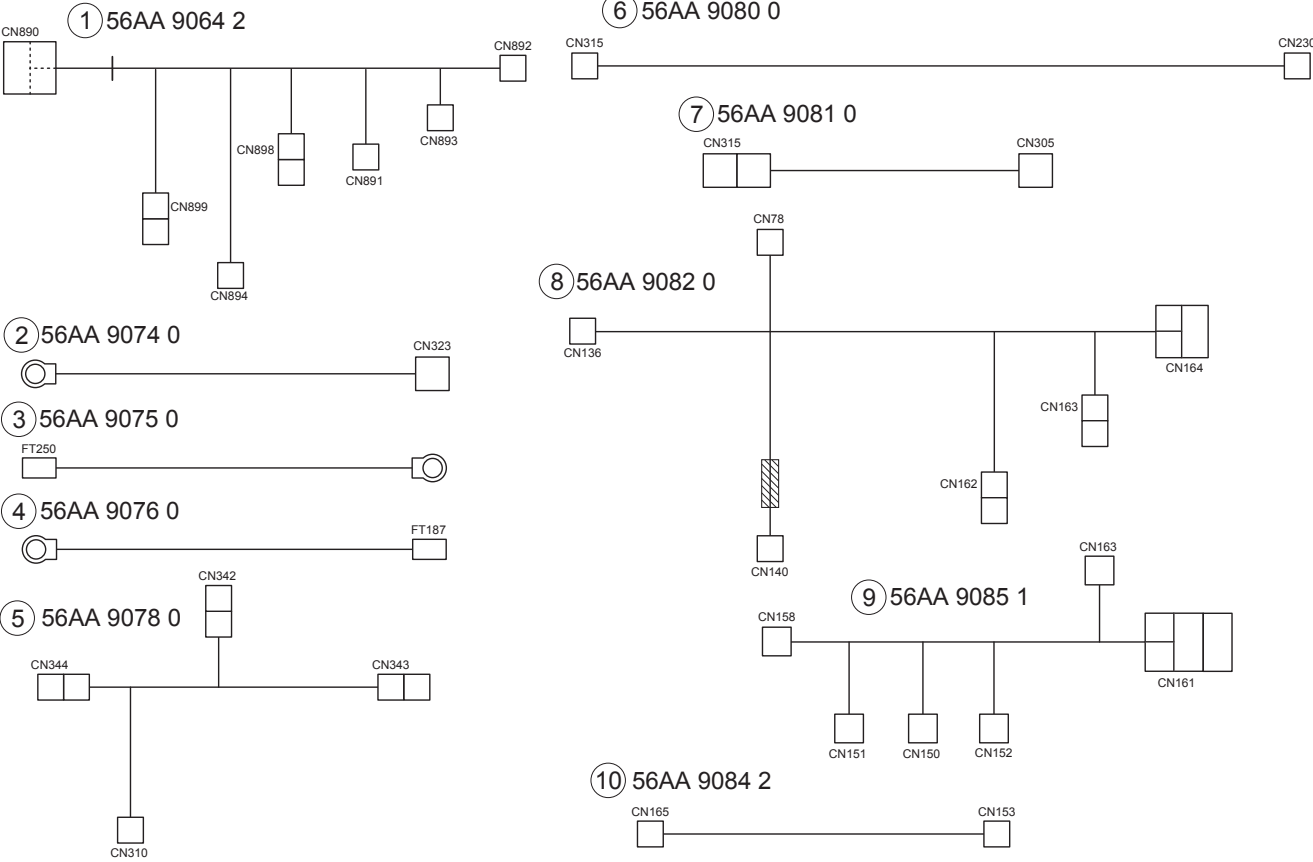 1 56AA 9064 2
CN890
CN892
CN893
CN898
CN891
CN899
CN894
2 56AA 9074 0
CN323
3 56AA 9075 0
FT250
4 56AA 9076 0
FT187
5 56AA 9078 0
CN342
CN344
CN343
CN310
6 56AA 9080 0
CN315
CN230
7 56AA 9081 0
CN315
CN305
8 56AA 9082 0
CN78
CN136
CN164
CN163
CN162
CN140
9 56AA 9085 1
CN163
CN158
CN161
CN151
CN150
CN152
10 56AA 9084 2
CN165
CN153